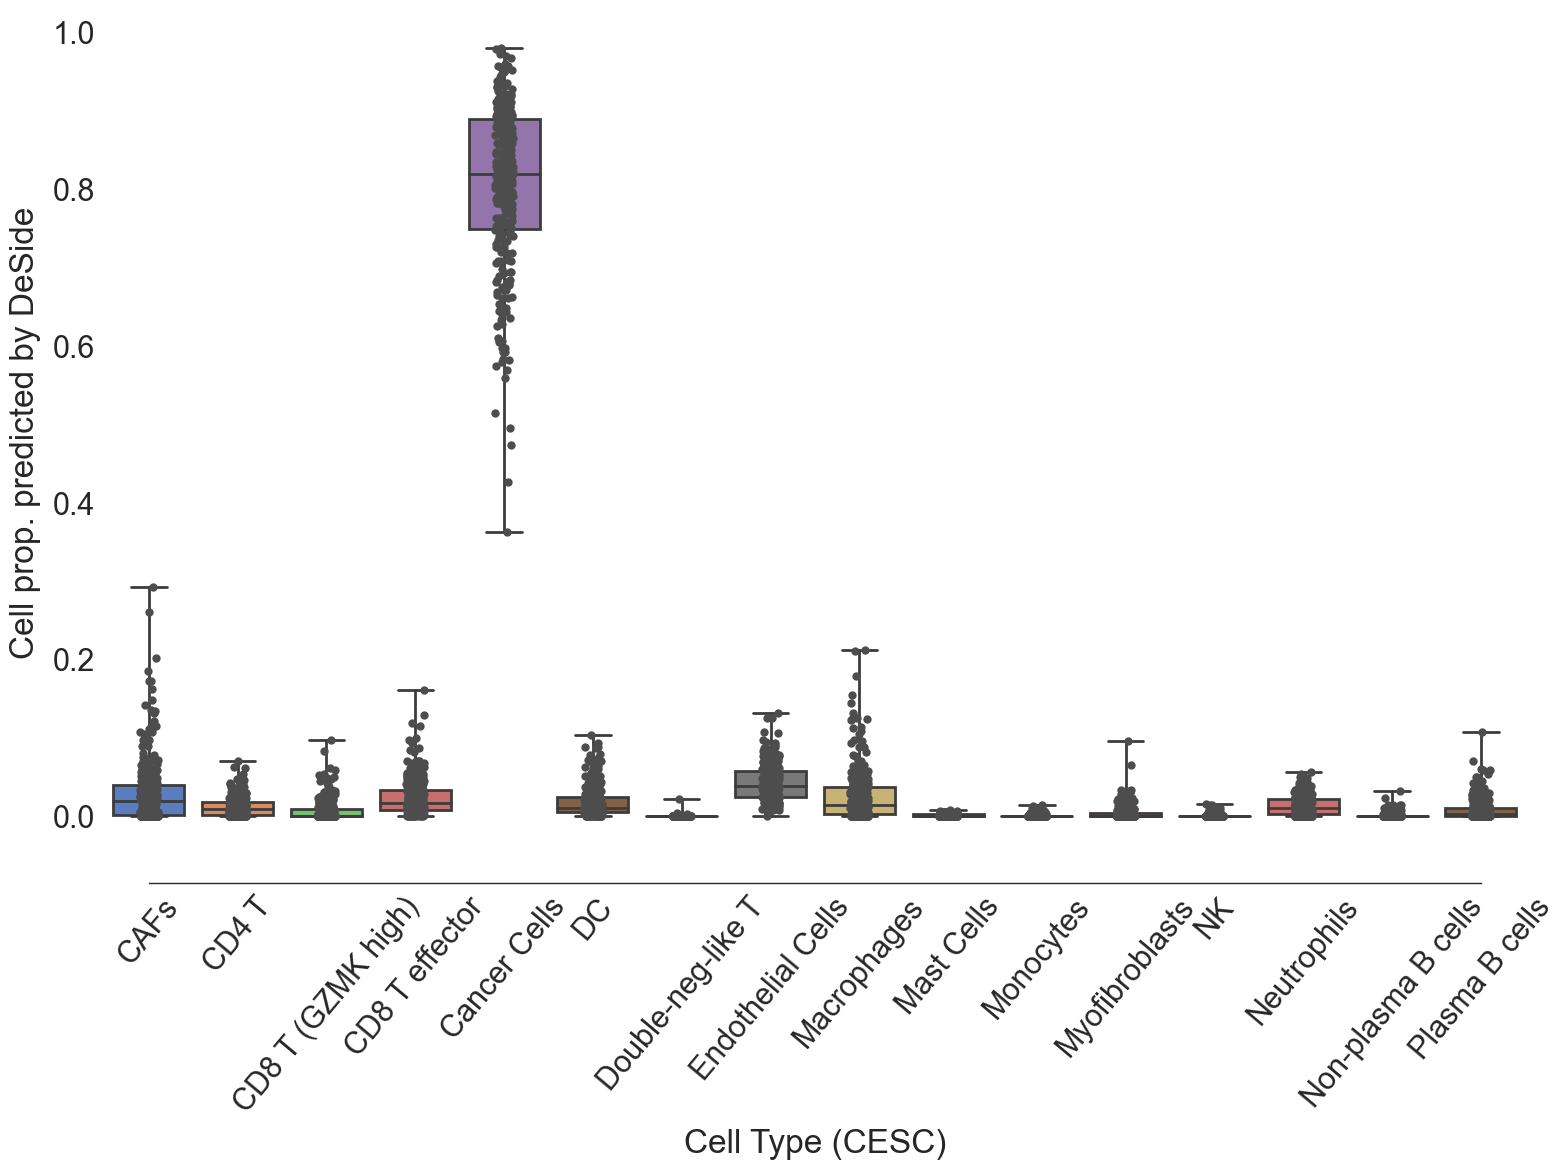 Cell prop. predicted by DeSide
1.0
0.8
0.6
0.4
0.2
0.0
CAFs
CD4 T
CD8 T (GZMK high)
CD8 T effector
Cancer Cells
DC
Double-neg-like T
Endothelial Cells
Macrophages
Mast Cells
Monocytes
Myofibroblasts
NK
Neutrophils
Non-plasma B cells
Plasma B cells
Cell Type (CESC)